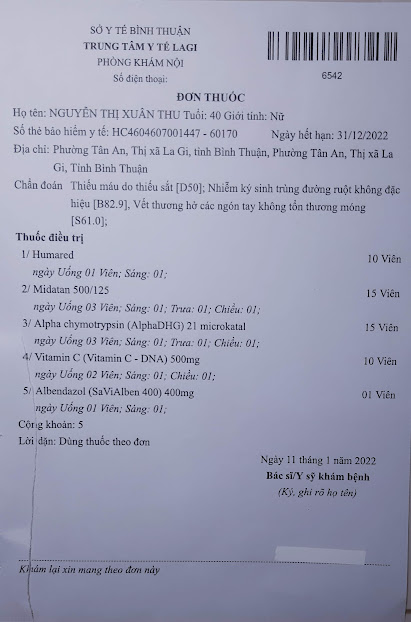 SỞ Y TẾ BÌNH THUẬN
TRUNG TÂM Y TẾ LAGI
PHÒNG KHÁM NỘI
Số điện thoại:
6542
ĐƠN THUỐC
Họ tên: NGUYỄN THỊ XUÂN THU Tuổi: 40 Giới tính: Nữ
Số thẻ bảo hiểm y tế: HC4604607001447 - 60170 Ngày hết hạn: 31/12/2022
Địa chỉ: Phường Tân An, Thị xã La Gi, tỉnh Bình Thuận, Phường Tân An, Thị xã La
Gi, Tỉnh Bình Thuận
Chẩn đoán Thiếu máu do thiếu sắt [D50]; Nhiễm ký sinh trùng đường ruột không đặc
hiệu [B82.9], Vết thương hở các ngón tay không tổn thương móng
[S61.0];
Thuốc điều trị
1/ Humared 10 Viên
ngày Uống 01 Viên; Sáng: 01;
2/ Midatan 500/125 15 Viên
ngày Uống 03 Viên; Sáng: 01; Trưa: 01; Chiều: 01;
3/ Alpha chymotrypsin (AlphaDHG) 21 microkatal 15 Viên
ngày Uống 03 Viên; Sáng: 01; Trưa: 01; Chiều: 01;
4/ Vitamin C (Vitamin C - DNA) 500mg 10 Viên
ngày Uống 02 Viên; Sáng: 01; Chiều: 01;
5/ Albendazol (SaViAlben 400) 400mg 01 Viên
ngày Uống 01 Viên; Sáng: 01;
Cộng khoản: 5
Lời dặn: Dùng thuốc theo đơn
Ngày 11 tháng 1 năm 2022
Bác sĩ/Y sỹ khám bệnh
(Ký, ghi rõ họ tên)
Khám lại xin mang theo đơn này